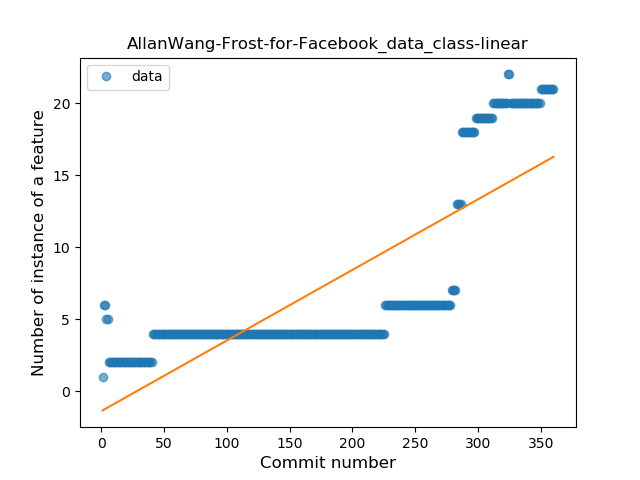 AllanWang-Frost-for-Facebook_data_class-linear
data
Number of instance of a feature
20
15
10
5
0
0 50 100 150 200 250 300 350
Commit number